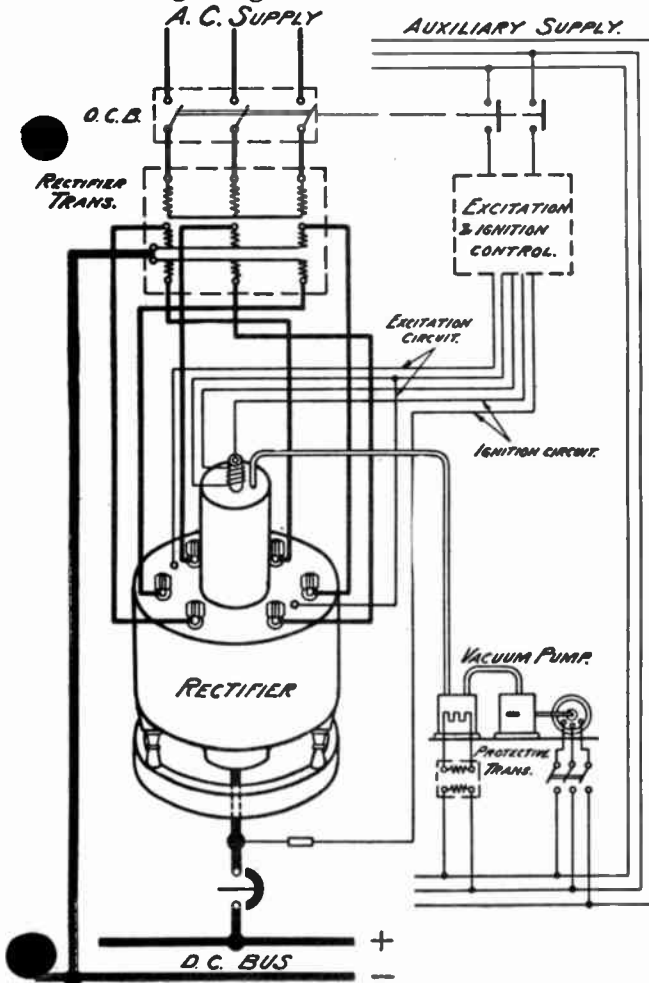 A.C. SUPPLY
AUXILIARY SUPPLY.
O.C.B.
RECTIFIER
TRANS.
EXCITATION
& IGNITION
CONTROL.
EXCITATION
CIRCUIT.
IGNITION CIRCUIT.
VACUUM PUMP.
RECTIFIER
PROTECTIVE
TRANS.
+
D.C. BUS
−